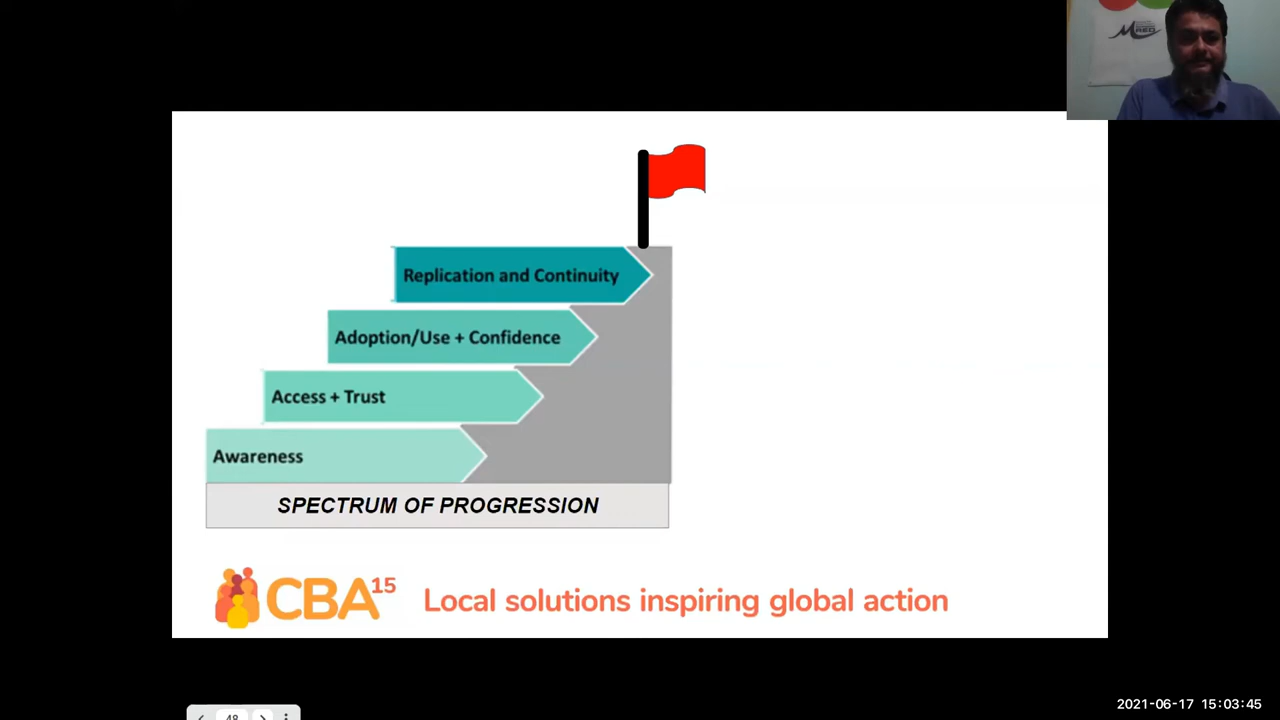 Replication and Continuity
Adoption/Use + Confidence
Access + Trust
Awareness
SPECTRUM OF PROGRESSION
CBA15
Local solutions inspiring global action
48
2021-06-17 15:03:45